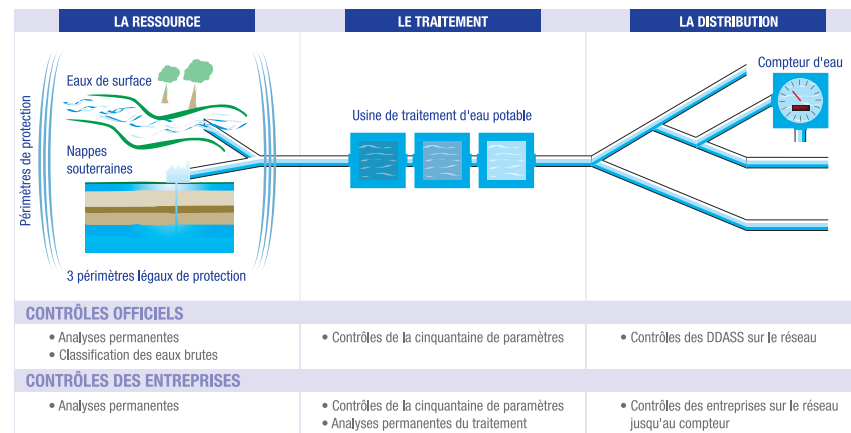 LA RESSOURCE
LE TRAITEMENT
LA DISTRIBUTION
Périmètres de protection
Eaux de surface
Nappes
souterraines
3 périmètres légaux de protection
Usine de traitement d'eau potable
Compteur d'eau
CONTRÔLES OFFICIELS
• Analyses permanentes
• Classification des eaux brutes
• Contrôles de la cinquantaine de paramètres
• Contrôles des DDASS sur le réseau
CONTRÔLES DES ENTREPRISES
• Analyses permanentes
• Contrôles de la cinquantaine de paramètres
• Analyses permanentes du traitement
• Contrôles des entreprises sur le réseau
jusqu'au compteur